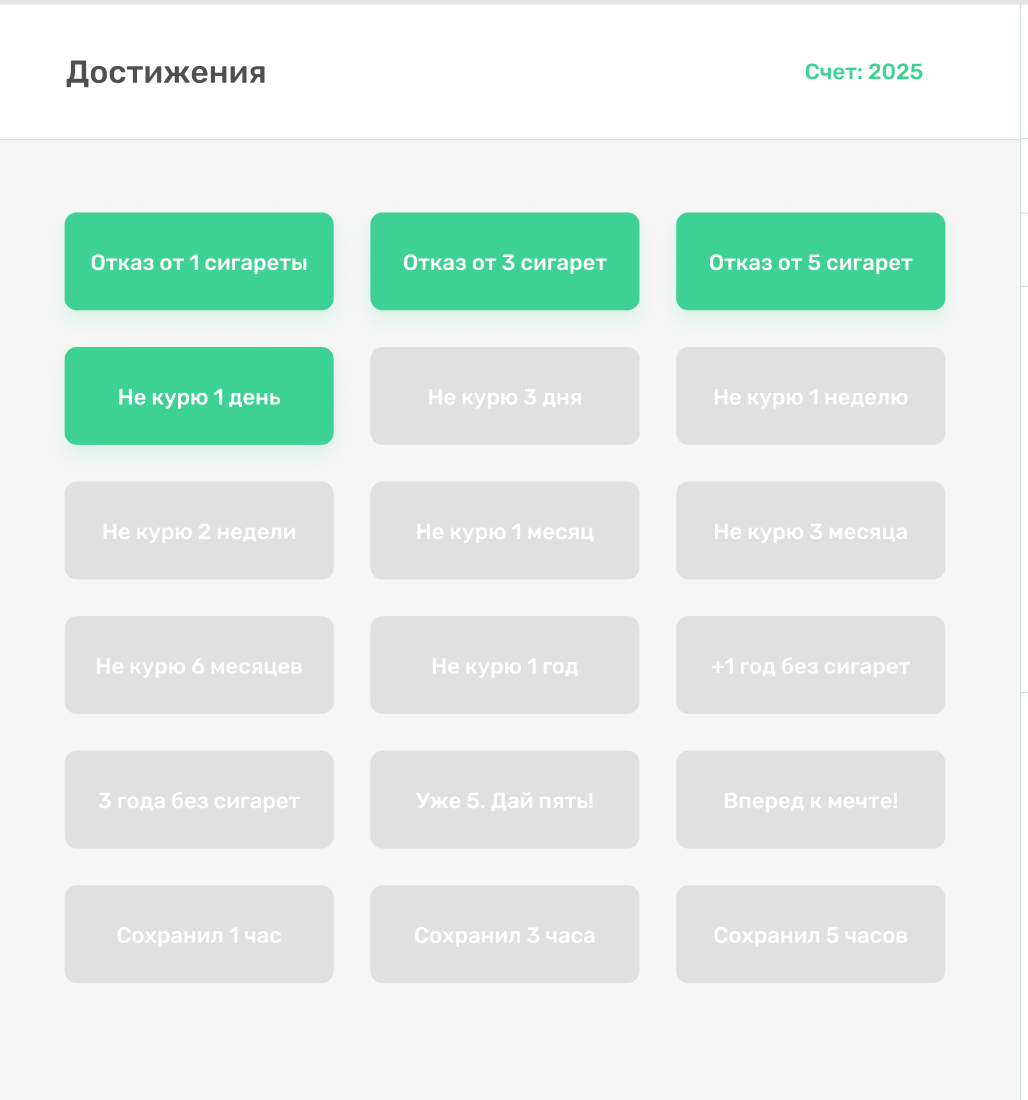 Достижения
Счет: 2025
Отказ от 1 сигареты
Отказ от 3 сигарет
Отказ от 5 сигарет
Не курю 1 день
Не курю 3 дня
Не курю 1 неделю
Не курю 2 недели
Не курю 1 месяц
Не курю 3 месяца
Не курю 6 месяцев
Не курю 1 год
+1 год без сигарет
3 года без сигарет
Уже 5. Дай пять!
Вперед к мечте!
Сохранил 1 час
Сохранил 3 часа
Сохранил 5 часов